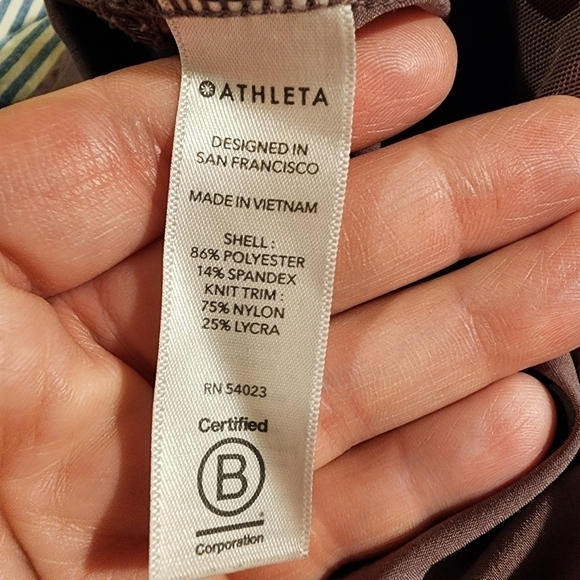 ATHLETA
DESIGNED IN
SAN FRANCISCO
MADE IN VIETNAM
SHELL :
86% POLYESTER
14% SPANDEX
KNIT TRIM :
75% NYLON
25% LYCRA
RN 54023
Certified
B
Corporation